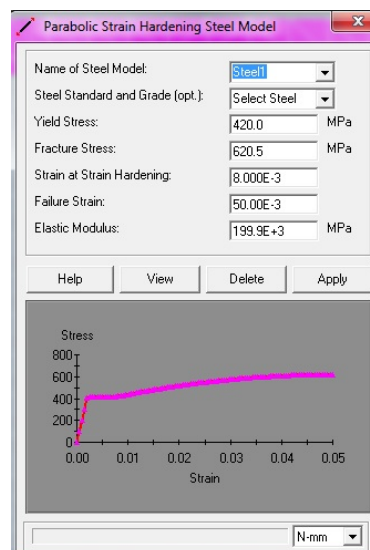 Parabolic Strain Hardening Steel Model
Name of Steel Model: Steel1
Steel Standard and Grade (opt.): Select Steel
Yield Stress: 420.0 MPa
Fracture Stress: 620.5 MPa
Strain at Strain Hardening: 8.000E-3
Failure Strain: 50.00E-3
Elastic Modulus: 199.9E+3 MPa
Help View Delete Apply
Stress
800
600
400
200
0
0.00 0.01 0.02 0.03 0.04 0.05
Strain
N-mm